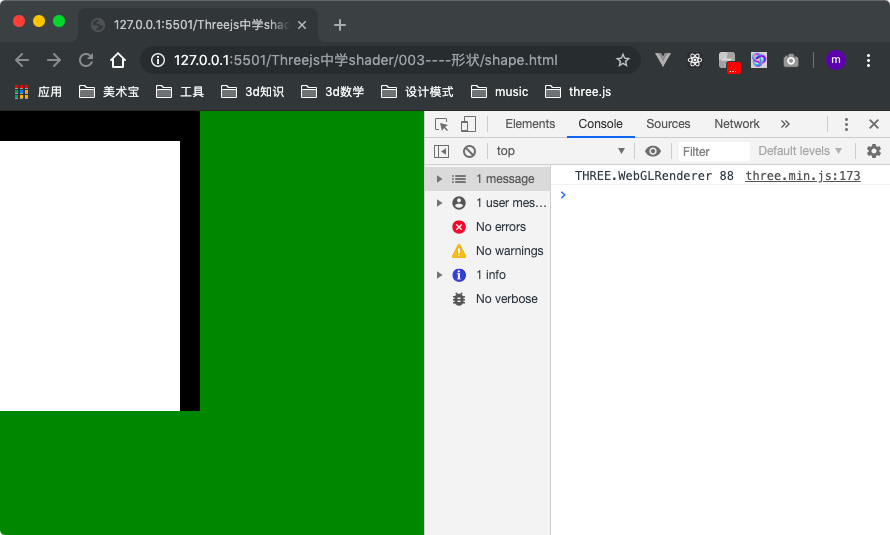 127.0.0.1:5501/Threejs中学shad
127.0.0.1:5501/Threejs中学shader/003----形状/shape.html
... m
应用 美术宝 工具 3d知识 3d数学 设计模式 music three.js
Elements Console Sources Network »
top Filter Default levels
1 message THREE.WebGLRenderer 88 three.min.js:173
1 user mes…
No errors
No warnings
1 info
No verbose